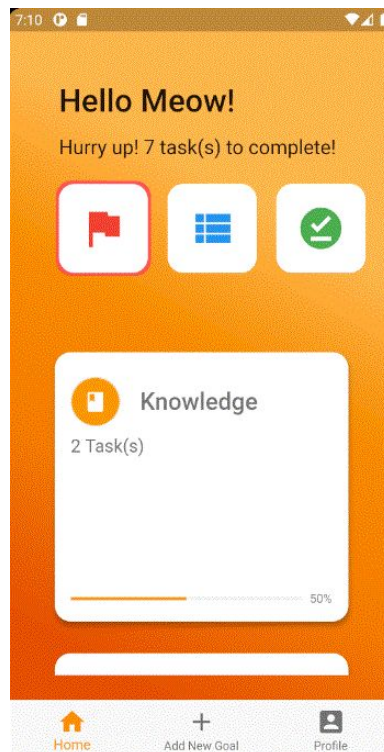 7:10
Hello Meow!
Hurry up! 7 task(s) to complete!
Knowledge
2 Task(s)
50%
Home
Add New Goal
Profile